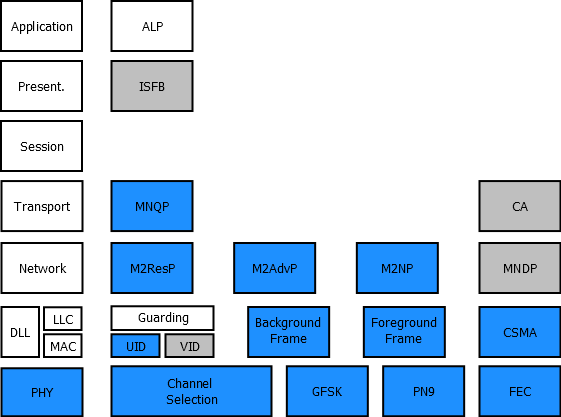 Application
ALP
Present.
ISFB
Session
Transport
MNQP
CA
Network
M2ResP
M2AdvP
M2NP
MNDP
DLL
LLC
MAC
Guarding
UID
VID
Background
Frame
Foreground
Frame
CSMA
PHY
Channel
Selection
GFSK
PN9
FEC